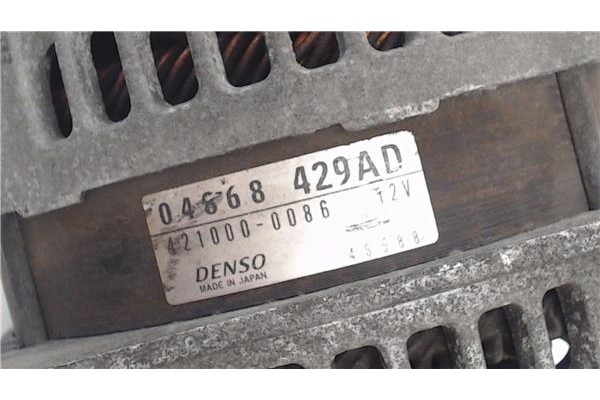 04668 429AD
421000-0086 12V
DENSO
MADE IN JAPAN